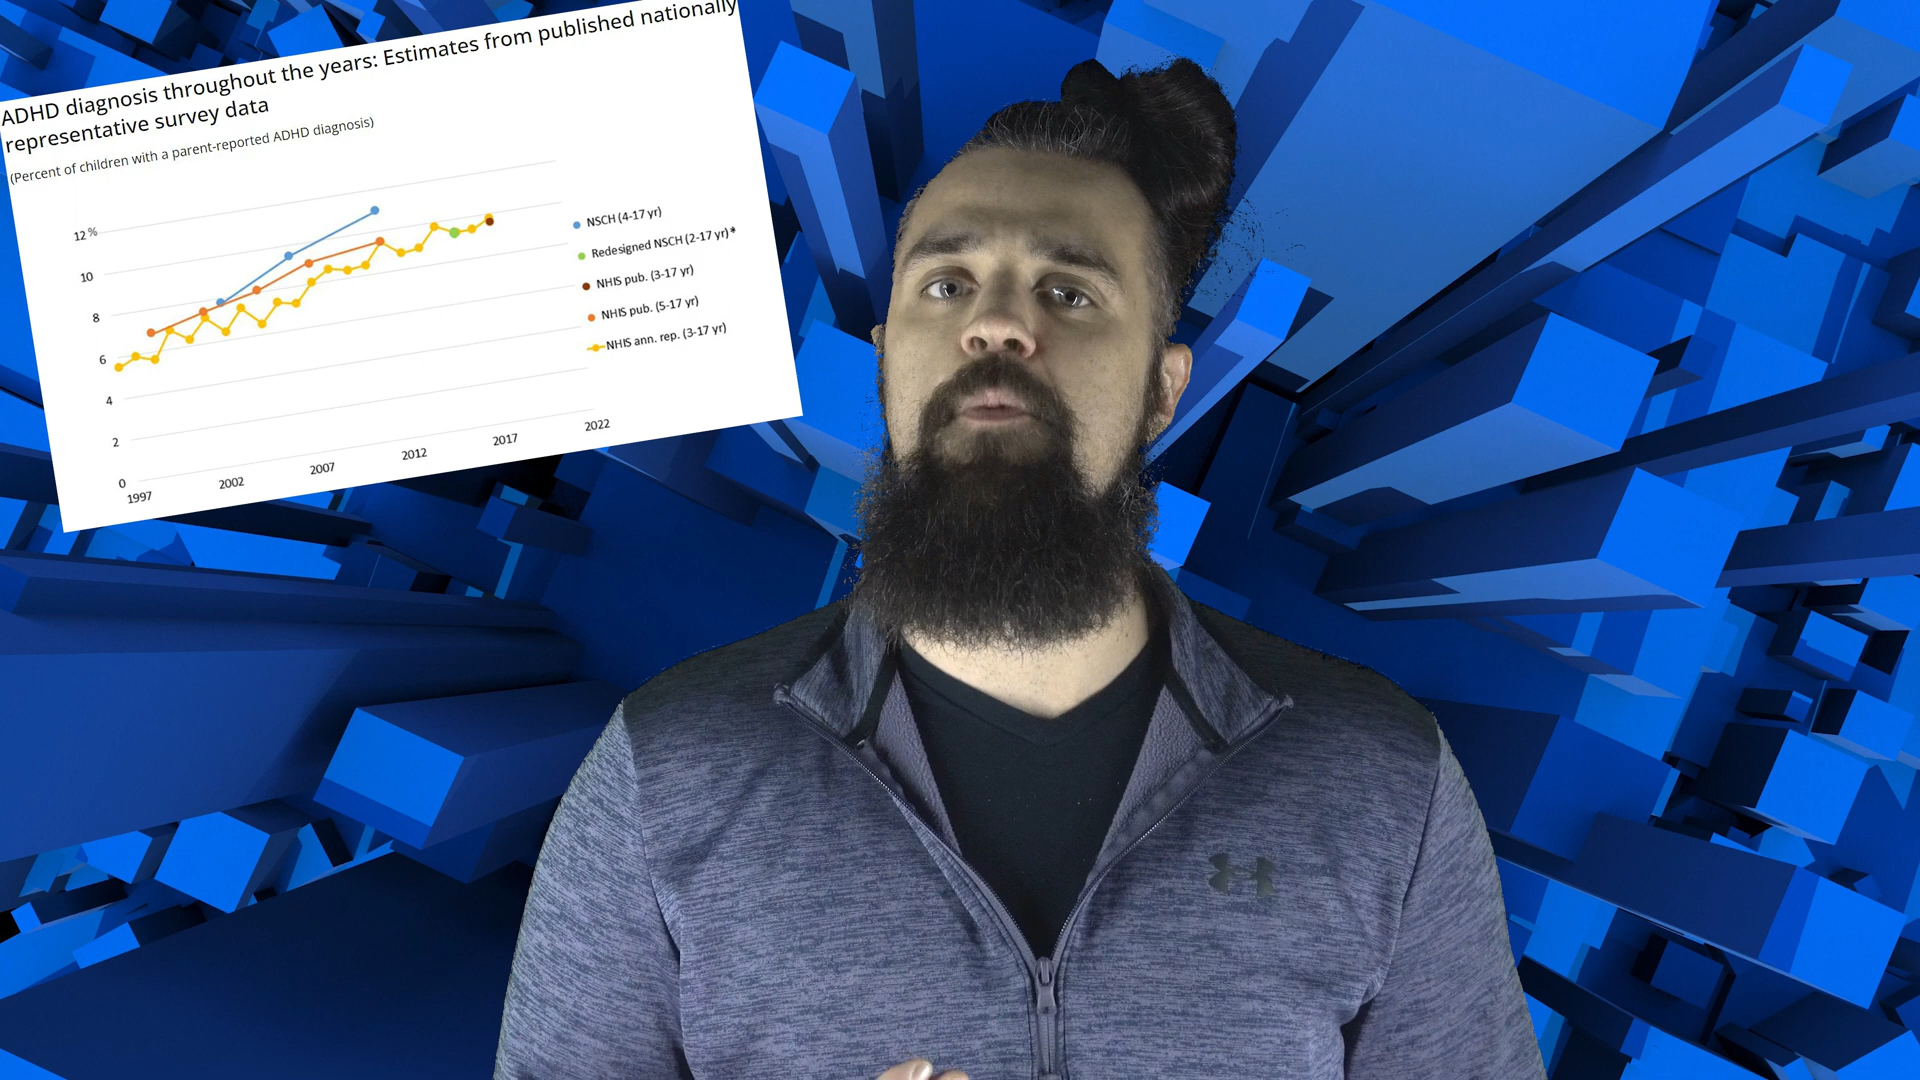 ADHD diagnosis throughout the years: Estimates from published nationally
representative survey data
(Percent of children with a parent-reported ADHD diagnosis)
12%
10
8
6
4
2
0
1997
2002
2007
2012
2017
2022
NSCH (4-17 yr)
Redesigned NSCH (2-17 yr)*
NHIS pub. (3-17 yr)
NHIS pub. (5-17 yr)
NHIS ann. rep. (3-17 yr)